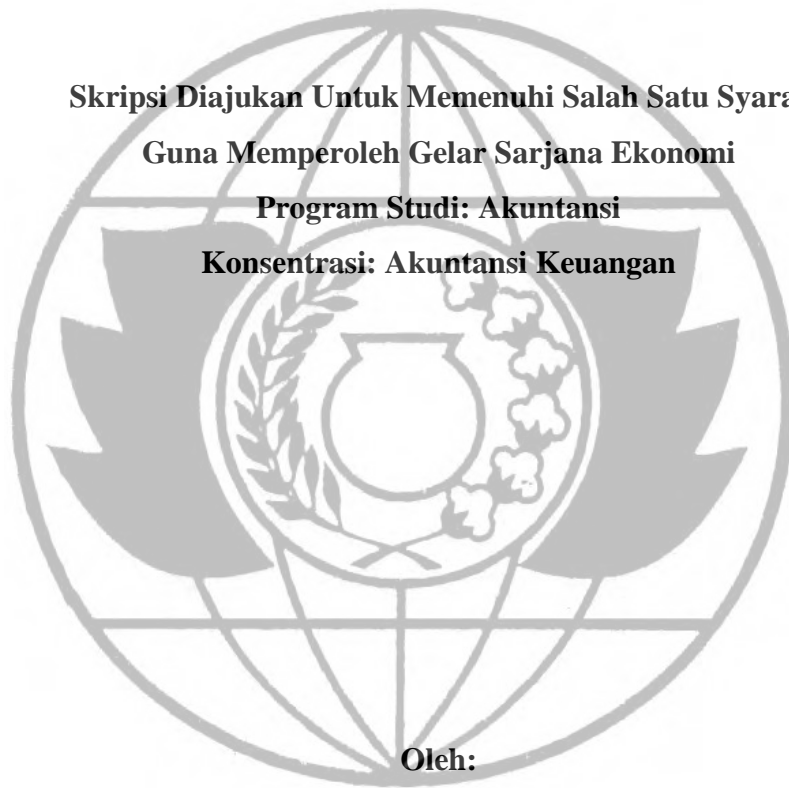 Skripsi Diajukan Untuk Memenuhi Salah Satu Syara
Guna Memperoleh Gelar Sarjana Ekonomi
Program Studi: Akuntansi
Konsentrasi: Akuntansi Keuangan
Oleh: